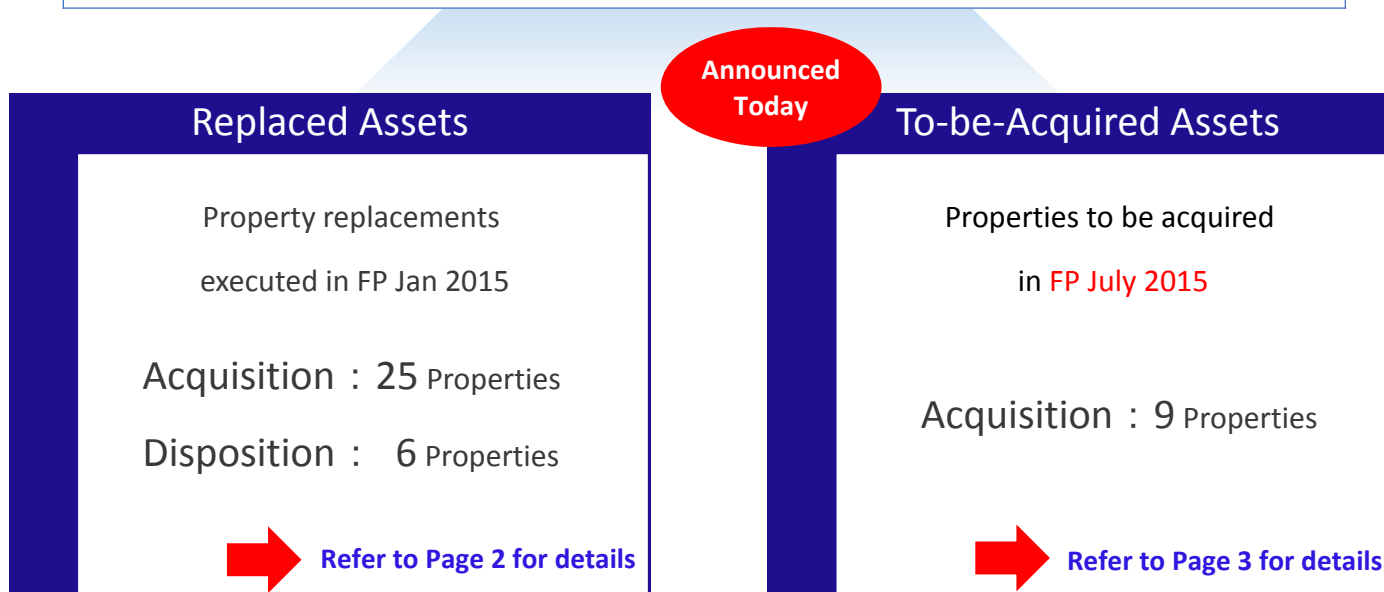 Announced
Today
Replaced Assets
Property replacements
executed in FP Jan 2015
Acquisition : 25 Properties
Disposition : 6 Properties
Refer to Page 2 for details
To-be-Acquired Assets
Properties to be acquired
in FP July 2015
Acquisition : 9 Properties
Refer to Page 3 for details